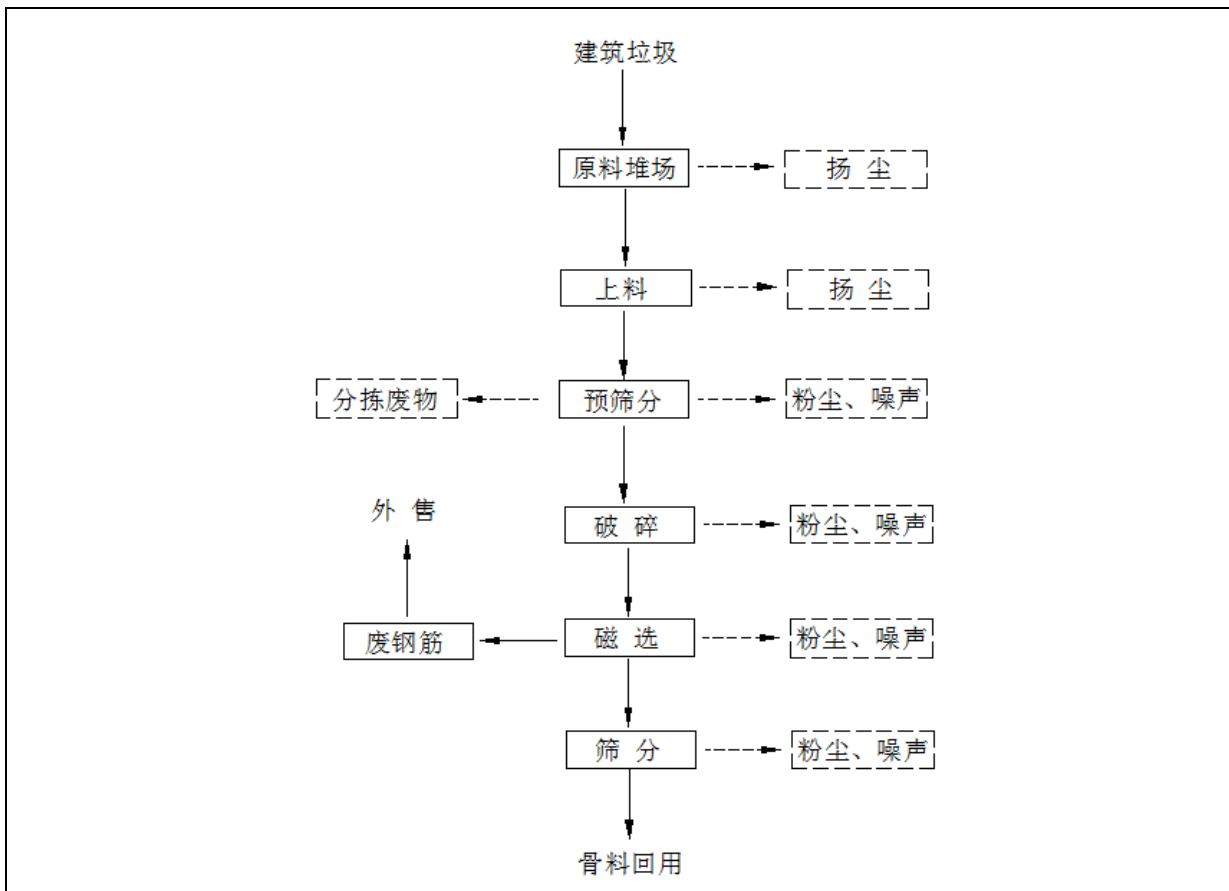 建筑垃圾
原料堆场 扬尘
上料 扬尘
分拣废物 预筛分 粉尘、噪声
外售 破碎 粉尘、噪声
废钢筋 磁选 粉尘、噪声
筛分 粉尘、噪声
骨料回用